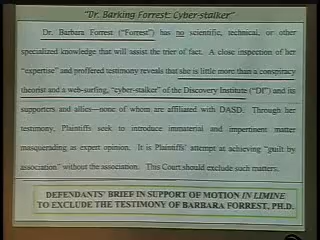 "Dr. Barking Forrest: Cyber-stalker"
Dr. Barbara Forrest ("Forrest") has no scientific, technical, or other
specialized knowledge that will assist the trier of fact. A close inspection of her
"expertise" and proffered testimony reveals that she is little more than a conspiracy
theorist and a web-surfing, "cyber-stalker" of the Discovery Institute ("DI") and its
supporters and allies—none of whom are affiliated with DASD. Through her
testimony, Plaintiffs seek to introduce immaterial and impertinent matter
masquerading as expert opinion. It is Plaintiffs' attempt at achieving "guilt by
association" without the association. This Court should exclude such matters.
DEFENDANTS' BRIEF IN SUPPORT OF MOTION IN LIMINE
TO EXCLUDE THE TESTIMONY OF BARBARA FORREST, PH.D.